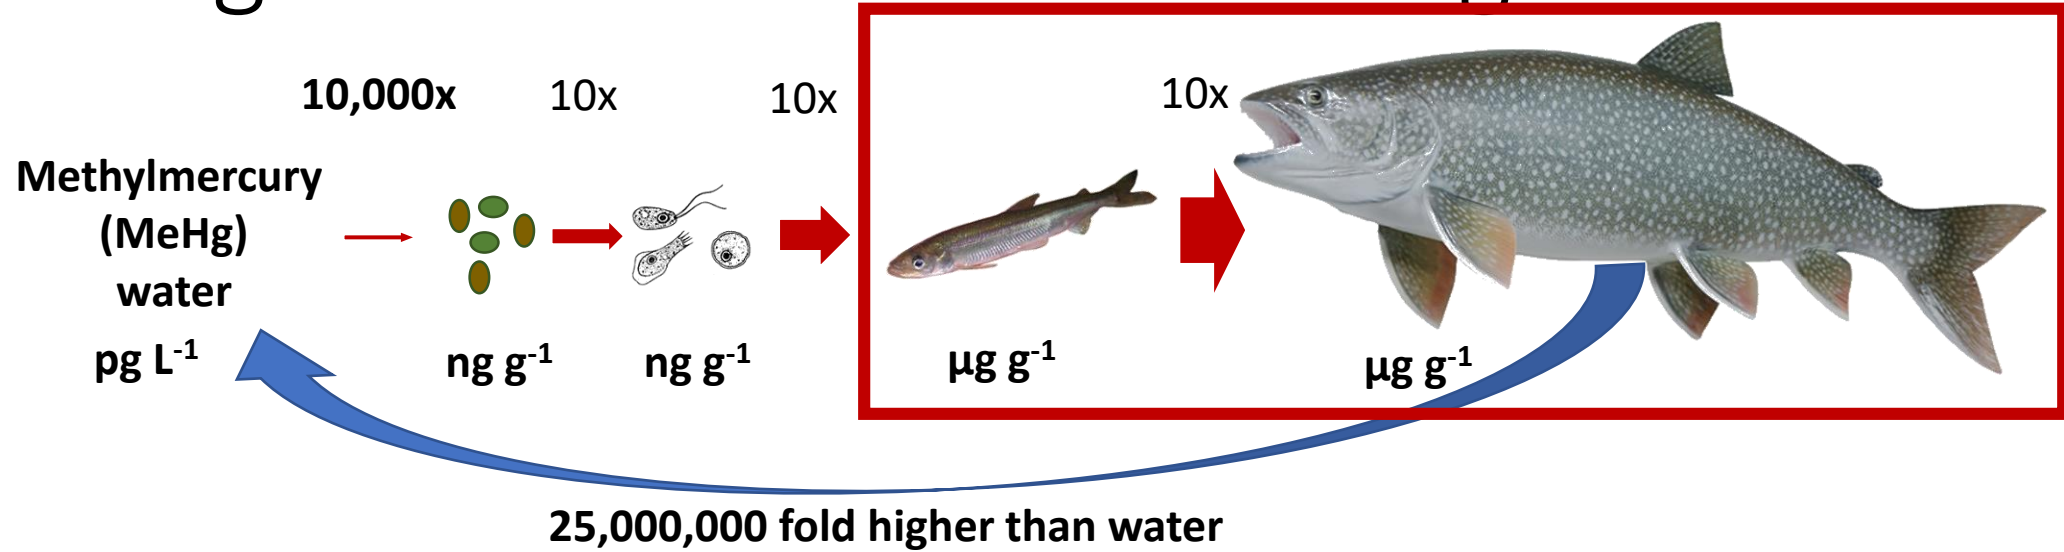 10,000x
10x
10x
10x
Methylmercury
(MeHg)
water
pg L⁻¹
ng g⁻¹
ng g⁻¹
µg g⁻¹
µg g⁻¹
25,000,000 fold higher than water